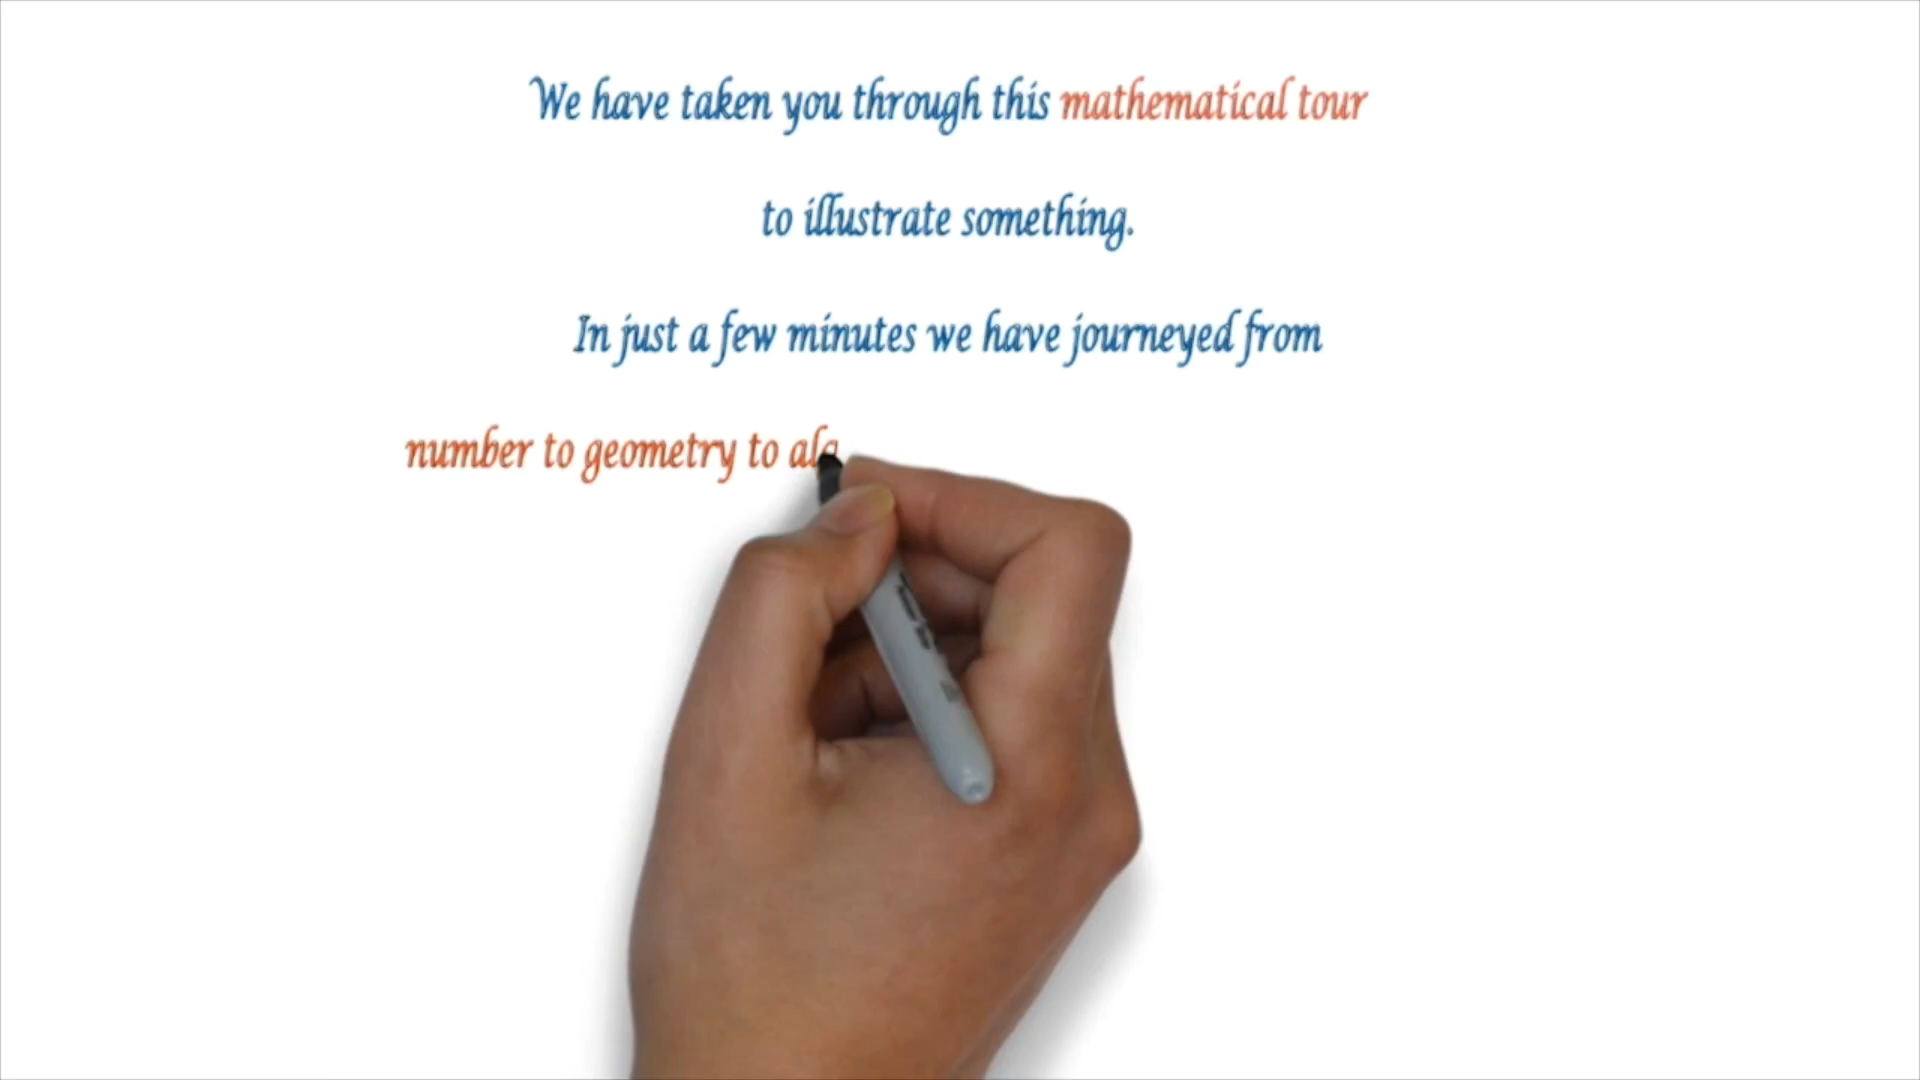 We have taken you through this mathematical tour
to illustrate something.
In just a few minutes we have journeyed from
number to geometry to alg